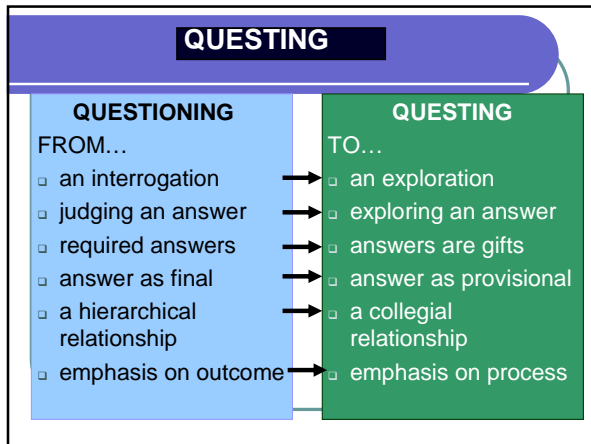 QUESTING
QUESTIONING
FROM…
❑ an interrogation
❑ judging an answer
❑ required answers
❑ answer as final
❑ a hierarchical
relationship
❑ emphasis on outcome
QUESTING
TO…
❑ an exploration
❑ exploring an answer
❑ answers are gifts
❑ answer as provisional
❑ a collegial
relationship
❑ emphasis on process